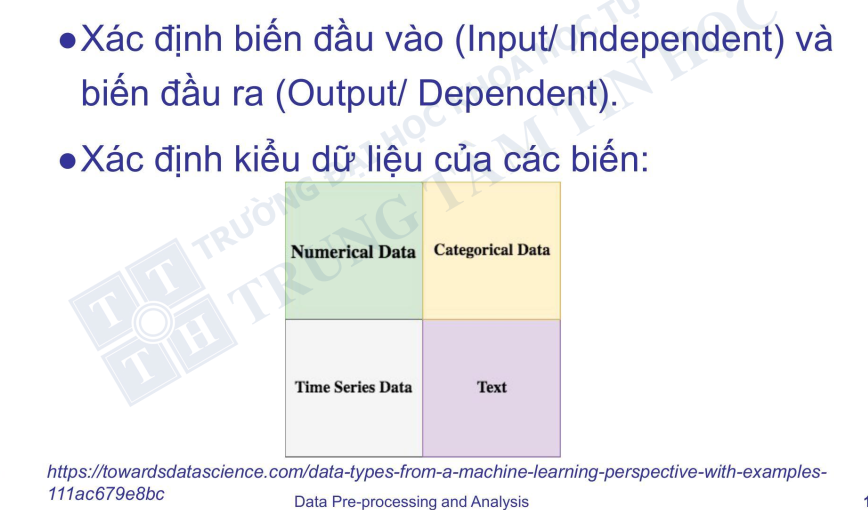 ●Xác định biến đầu vào (Input/ Independent) và
biến đầu ra (Output/ Dependent).
●Xác định kiểu dữ liệu của các biến:
Numerical Data
Categorical Data
Time Series Data
Text
TRƯỜNG ĐẠI HỌC KHOA HỌC TỰ
TRUNG TÂM TIN HỌC
T T
T H
https://towardsdatascience.com/data-types-from-a-machine-learning-perspective-with-examples-
111ac679e8bc
Data Pre-processing and Analysis
1